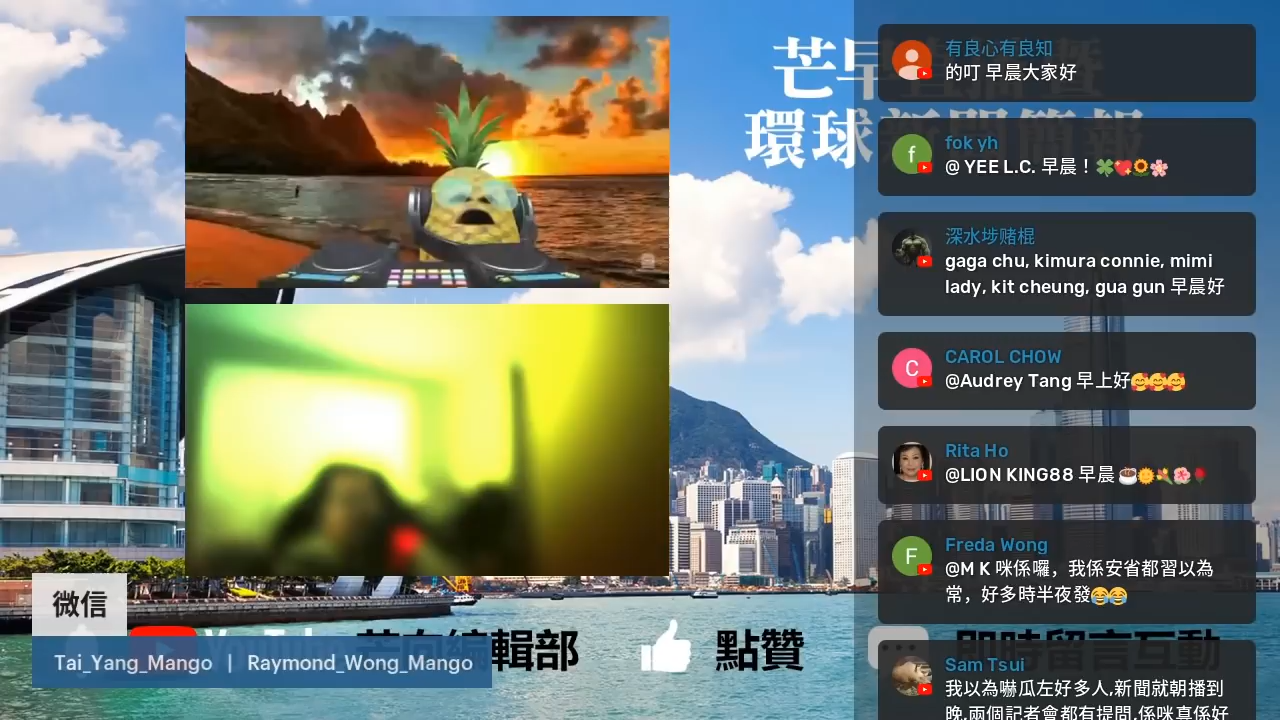 芒早
環球
有良心有良知
的叮 早晨大家好
fok yh
@ YEE L.C. 早晨！🍀💖🌻🌸
深水埗赌棍
gaga chu, kimura connie, mimi
lady, kit cheung, gua gun 早晨好
CAROL CHOW
@Audrey Tang 早上好🥰🥰🥰
Rita Ho
@LION KING88 早晨☕🌼💐🌺🌹
Freda Wong
@M K 咪係囉，我係安省都習以為
常，好多時半夜發😂😂
Sam Tsui
我以為嚇瓜左好多人,新聞就朝播到
晚,兩個記者會都有提問,係咪真係好
微信
Tai_Yang_Mango | Raymond_Wong_Mango
編輯部
點贊
即時留言互動